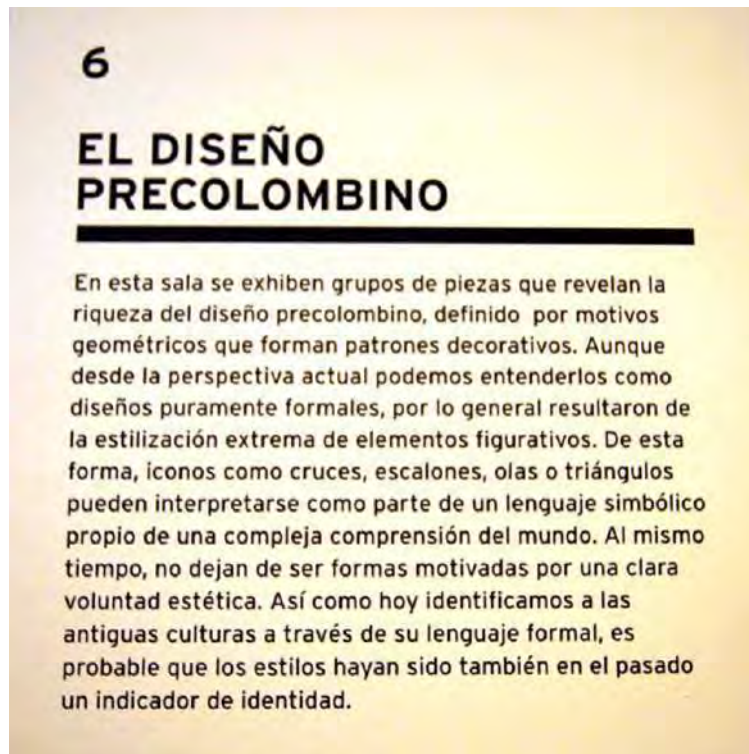 6
EL DISEÑO
PRECOLOMBINO
En esta sala se exhiben grupos de piezas que revelan la
riqueza del diseño precolombino, definido por motivos
geométricos que forman patrones decorativos. Aunque
desde la perspectiva actual podemos entenderlos como
diseños puramente formales, por lo general resultaron de
la estilización extrema de elementos figurativos. De esta
forma, iconos como cruces, escalones, olas o triángulos
pueden interpretarse como parte de un lenguaje simbólico
propio de una compleja comprensión del mundo. Al mismo
tiempo, no dejan de ser formas motivadas por una clara
voluntad estética. Así como hoy identificamos a las
antiguas culturas a través de su lenguaje formal, es
probable que los estilos hayan sido también en el pasado
un indicador de identidad.